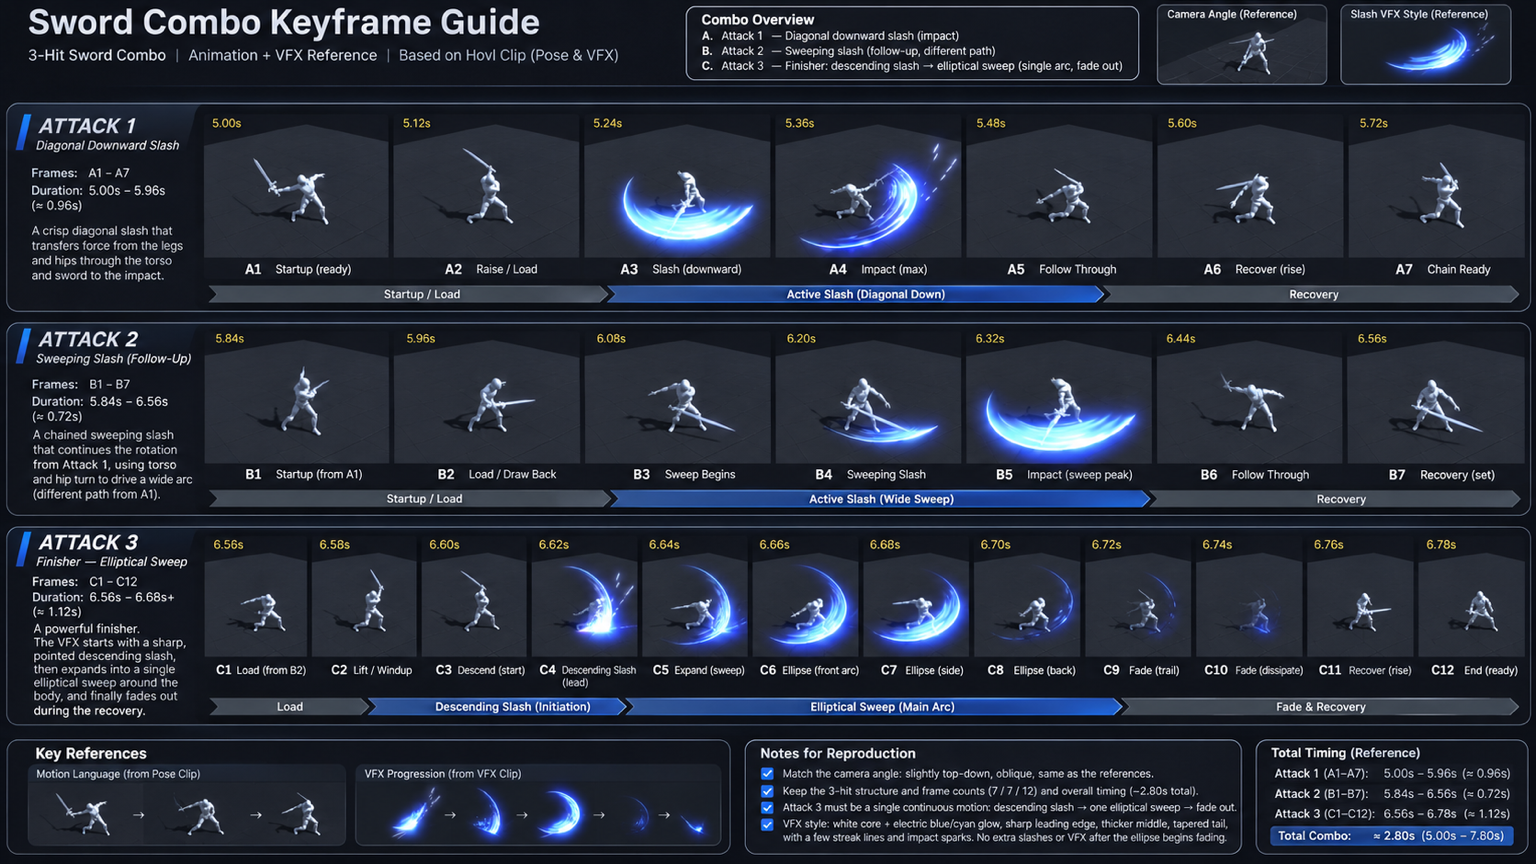 Sword Combo Keyframe Guide
3-Hit Sword Combo | Animation + VFX Reference | Based on Hovl Clip (Pose & VFX)
Combo Overview
A. Attack 1 — Diagonal downward slash (impact)
B. Attack 2 — Sweeping slash (follow-up, different path)
C. Attack 3 — Finisher: descending slash → elliptical sweep (single arc, fade out)
Camera Angle (Reference)
Slash VFX Style (Reference)
ATTACK 1
Diagonal Downward Slash
Frames: A1 – A7
Duration: 5.00s – 5.96s
(≈ 0.96s)
A crisp diagonal slash that
transfers force from the legs
and hips through the torso
and sword to the impact.
5.00s 5.12s 5.24s 5.36s 5.48s 5.60s 5.72s
A1 Startup (ready)
A2 Raise / Load
A3 Slash (downward)
A4 Impact (max)
A5 Follow Through
A6 Recover (rise)
A7 Chain Ready
Startup / Load
Active Slash (Diagonal Down)
Recovery
ATTACK 2
Sweeping Slash (Follow-Up)
Frames: B1 – B7
Duration: 5.84s – 6.56s
(≈ 0.72s)
A chained sweeping slash
that continues the rotation
from Attack 1, using torso
and hip turn to drive a wide arc
(different path from A1).
5.84s 5.96s 6.08s 6.20s 6.32s 6.44s 6.56s
B1 Startup (from A1)
B2 Load / Draw Back
B3 Sweep Begins
B4 Sweeping Slash
B5 Impact (sweep peak)
B6 Follow Through
B7 Recovery (set)
Startup / Load
Active Slash (Wide Sweep)
Recovery
ATTACK 3
Finisher — Elliptical Sweep
Frames: C1 – C12
Duration: 6.56s – 6.68s+
(≈ 1.12s)
A powerful finisher.
The VFX starts with a sharp,
pointed descending slash,
then expands into a single
elliptical sweep around the
body, and finally fades out
during the recovery.
6.56s 6.58s 6.60s 6.62s 6.64s 6.66s 6.68s 6.70s 6.72s 6.74s 6.76s 6.78s
C1 Load (from B2)
C2 Lift / Windup
C3 Descend (start)
C4 Descending Slash
(lead)
C5 Expand (sweep)
C6 Ellipse (front arc)
C7 Ellipse (side)
C8 Ellipse (back)
C9 Fade (trail)
C10 Fade (dissipate)
C11 Recover (rise)
C12 End (ready)
Load
Descending Slash (Initiation)
Elliptical Sweep (Main Arc)
Fade & Recovery
Key References
Motion Language (from Pose Clip)
→ →
VFX Progression (from VFX Clip)
→ → → →
Notes for Reproduction
Match the camera angle: slightly top-down, oblique, same as the references.
Keep the 3-hit structure and frame counts (7 / 7 / 12) and overall timing (~2.80s total).
Attack 3 must be a single continuous motion: descending slash → one elliptical sweep → fade out.
VFX style: white core + electric blue/cyan glow, sharp leading edge, thicker middle, tapered tail,
with a few streak lines and impact sparks. No extra slashes or VFX after the ellipse begins fading.
Total Timing (Reference)
Attack 1 (A1–A7): 5.00s – 5.96s (≈ 0.96s)
Attack 2 (B1–B7): 5.84s – 6.56s (≈ 0.72s)
Attack 3 (C1–C12): 6.56s – 6.78s (≈ 1.12s)
Total Combo: ≈ 2.80s (5.00s – 7.80s)